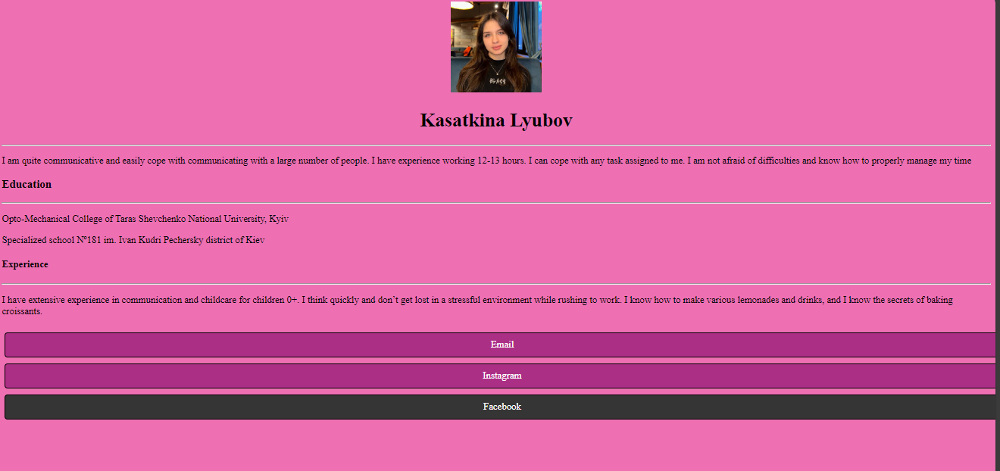 Kasatkina Lyubov
I am quite communicative and easily cope with communicating with a large number of people. I have experience working 12-13 hours. I can cope with any task assigned to me. I am not afraid of difficulties and know how to properly manage my time
Education
Opto-Mechanical College of Taras Shevchenko National University, Kyiv
Specialized school №181 im. Ivan Kudri Pechersky district of Kiev
Experience
I have extensive experience in communication and childcare for children 0+. I think quickly and don’t get lost in a stressful environment while rushing to work. I know how to make various lemonades and drinks, and I know the secrets of baking
croissants.
Email
Instagram
Facebook